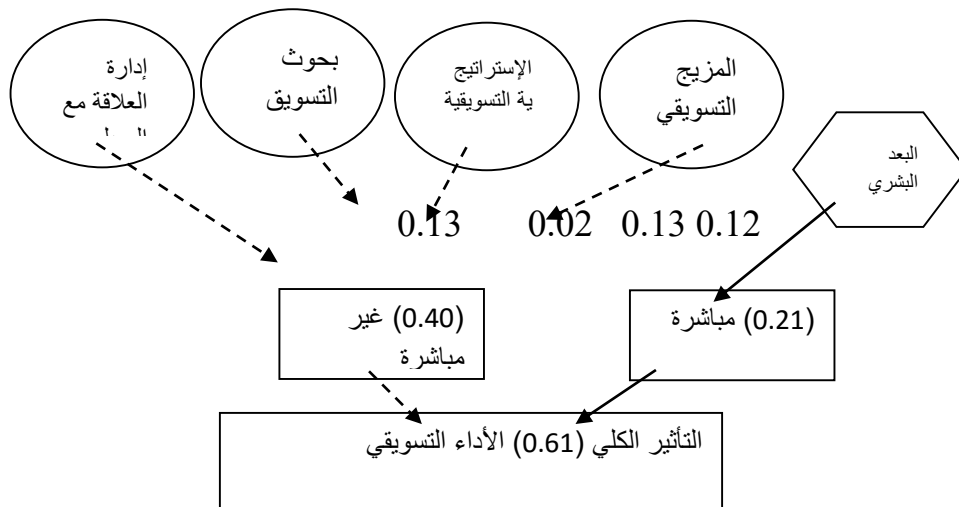 إدارة
العلاقة مع
بحوث
التسويق
الإستراتيج
ية التسويقية
المزيج
التسويقي
البعد
البشري
0.13 0.02 0.13 0.12
(0.40) غير
مباشرة
(0.21) مباشرة
التأثير الكلي (0.61) الأداء التسويقي